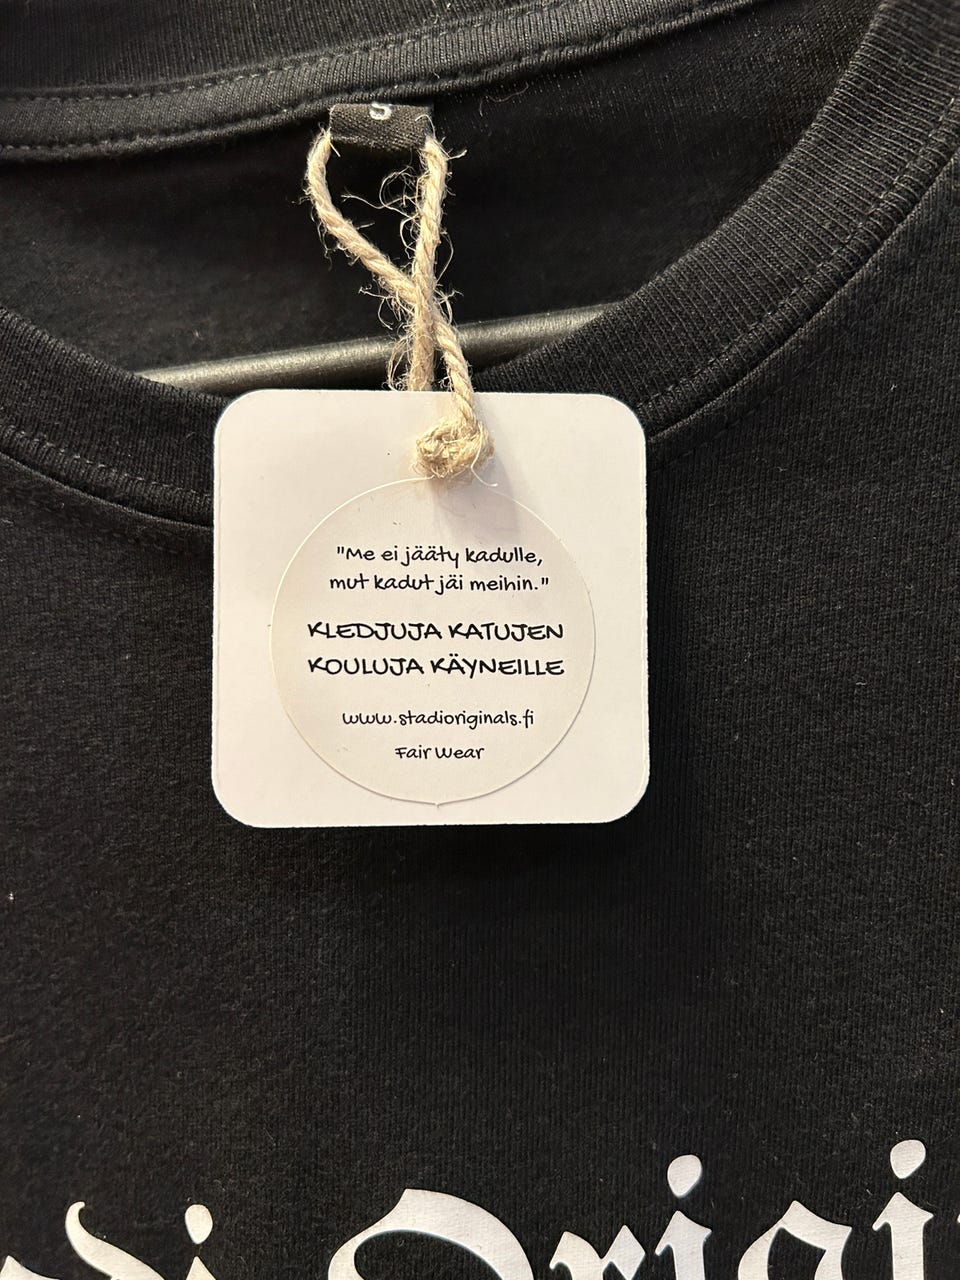 S
"Me ei jääty kadulle,
mut kadut jäi meihin."
KLEDJUJA KATUJEN
KOULUJA KÄYNEILLE
www.stadioriginals.fi
Fair Wear